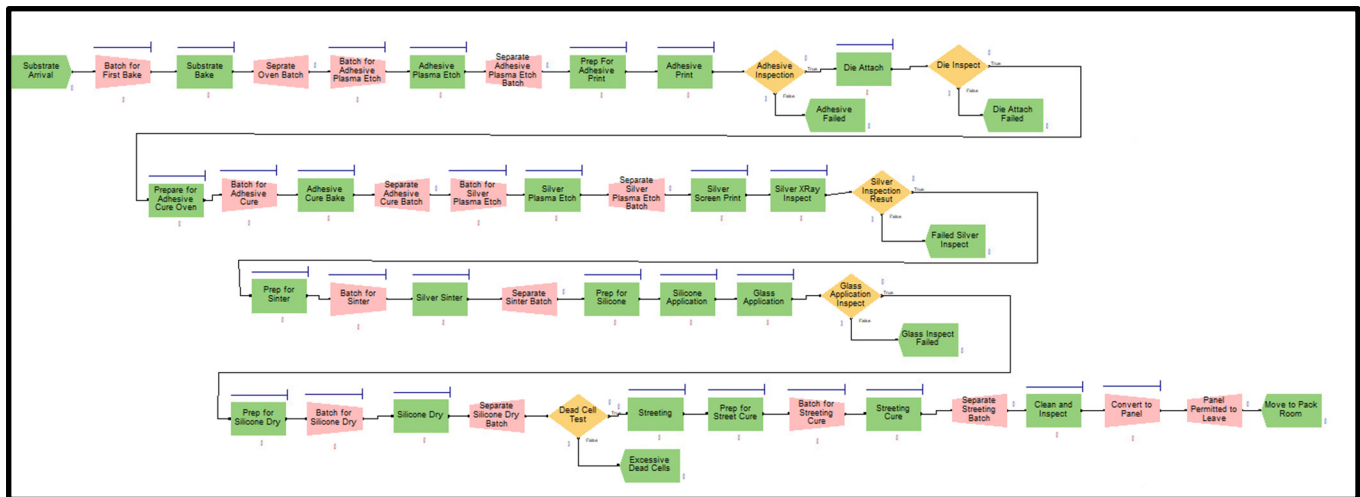 Substrate
Arrival
Batch for
First Bake
Substrate
Bake
Seprate
Oven Batch
Batch for
Adhesive
Plasma Etch
Adhesive
Plasma Etch
Separate
Adhesive
Plasma Etch
Batch
Prep For
Adhesive
Print
Adhesive
Print
Adhesive
Inspection
True
False
Adhesive
Failed
Die Attach
Die Inspect
True
False
Die Attach
Failed
Prepare for
Adhesive
Cure Oven
Batch for
Adhesive
Cure
Adhesive
Cure Bake
Separate
Adhesive
Cure Batch
Batch for
Silver
Plasma Etch
Silver
Plasma Etch
Separate
Silver
Plasma Etch
Batch
Silver
Screen Print
Silver XRay
Inspect
Silver
Inspection
Resut
True
False
Failed Silver
Inspect
Prep for
Sinter
Batch for
Sinter
Silver Sinter
Separate
Sinter Batch
Prep for
Silicone
Silicone
Application
Glass
Application
Glass
Application
Inspect
True
False
Glass Inspect
Failed
Prep for
Silicone Dry
Batch for
Silicone Dry
Silicone Dry
Separate
Silicone Dry
Batch
Dead Cell
Test
True
False
Excessive
Dead Cells
Streeting
Prep for
Street Cure
Batch for
Streeting
Cure
Streeting
Cure
Separate
Streeting
Batch
Clean and
Inspect
Convert to
Panel
Panel
Permitted to
Leave
Move to Pack
Room